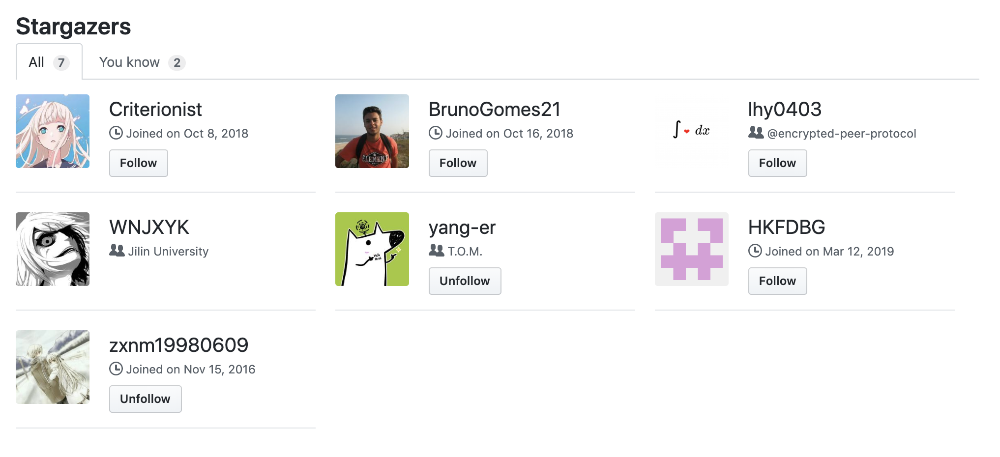 Stargazers
All 7
You know 2
Criterionist
Joined on Oct 8, 2018
Follow
ELEMENT
BrunoGomes21
Joined on Oct 16, 2018
Follow
∫ ❤ dx
lhy0403
@encrypted-peer-protocol
Follow
WNJXYK
Jilin University
yang-er
T.O.M.
Unfollow
HKFDBG
Joined on Mar 12, 2019
Follow
zxnm19980609
Joined on Nov 15, 2016
Unfollow